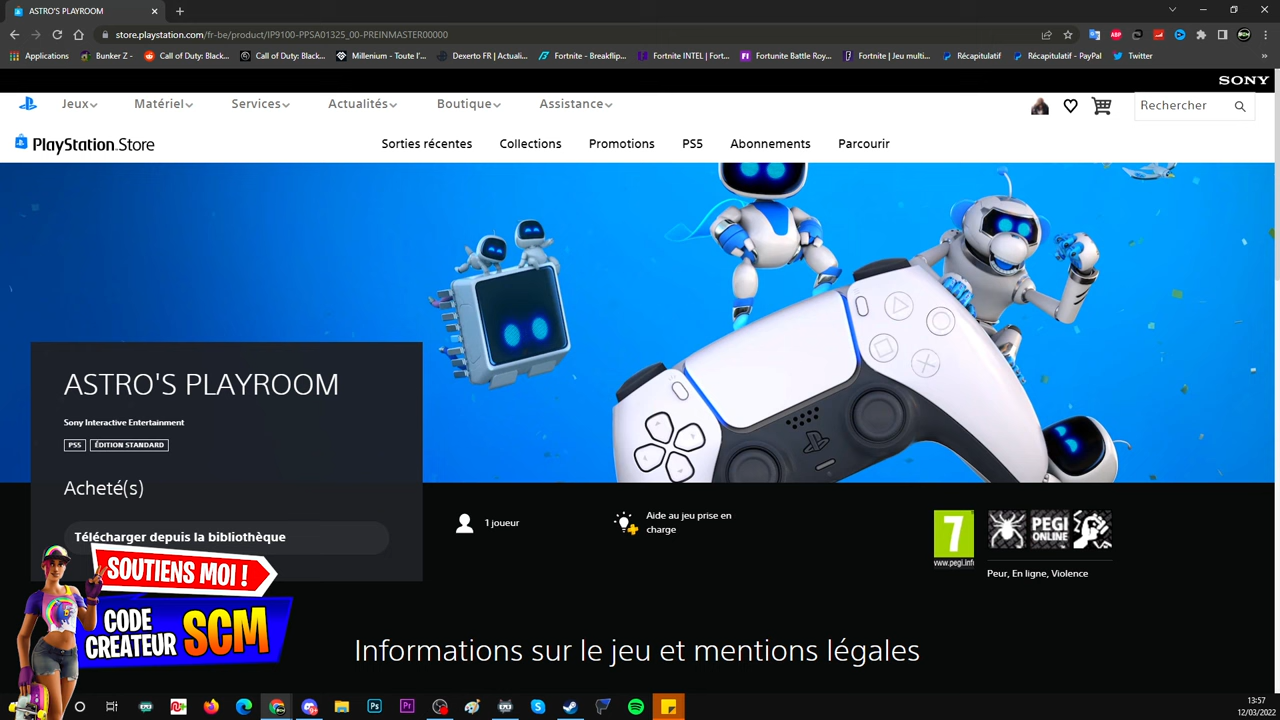 ASTRO'S PLAYROOM
store.playstation.com/fr-be/product/IP9100-PPSA01325_00-PREINMASTER00000
Applications
Bunker Z -
Call of Duty: Black...
Call of Duty: Black...
Millenium - Toute l'...
Dexerto FR | Actuali...
Fortnite - Breakflip...
Fortnite INTEL | Fort...
Fortnite Battle Roy...
Fortnite | Jeu multi...
Récapitulatif
Récapitulatif - PayPal
Twitter
»
SONY
Jeux
Matériel
Services
Actualités
Boutique
Assistance
Rechercher
PlayStation.Store
Sorties récentes
Collections
Promotions
PS5
Abonnements
Parcourir
ASTRO'S PLAYROOM
Sony Interactive Entertainment
PS5
ÉDITION STANDARD
Acheté(s)
Télécharger depuis la bibliothèque
1 joueur
Aide au jeu prise en
charge
7
www.pegi.info
PEGI
ONLINE
Peur, En ligne, Violence
SOUTIENS MOI !
CODE
CRÉATEUR SCM
Informations sur le jeu et mentions légales
Ps
Pr
13:57
12/03/2022